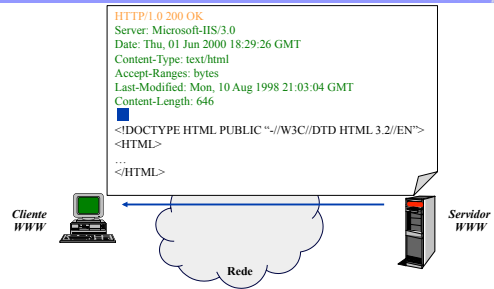 HTTP/1.0 200 OK
Server: Microsoft-IIS/3.0
Date: Thu, 01 Jun 2000 18:29:26 GMT
Content-Type: text/html
Accept-Ranges: bytes
Last-Modified: Mon, 10 Aug 1998 21:03:04 GMT
Content-Length: 646
<!DOCTYPE HTML PUBLIC “-//W3C//DTD HTML 3.2//EN”>
<HTML>
…
</HTML>
Cliente
WWW
Servidor
WWW
Rede